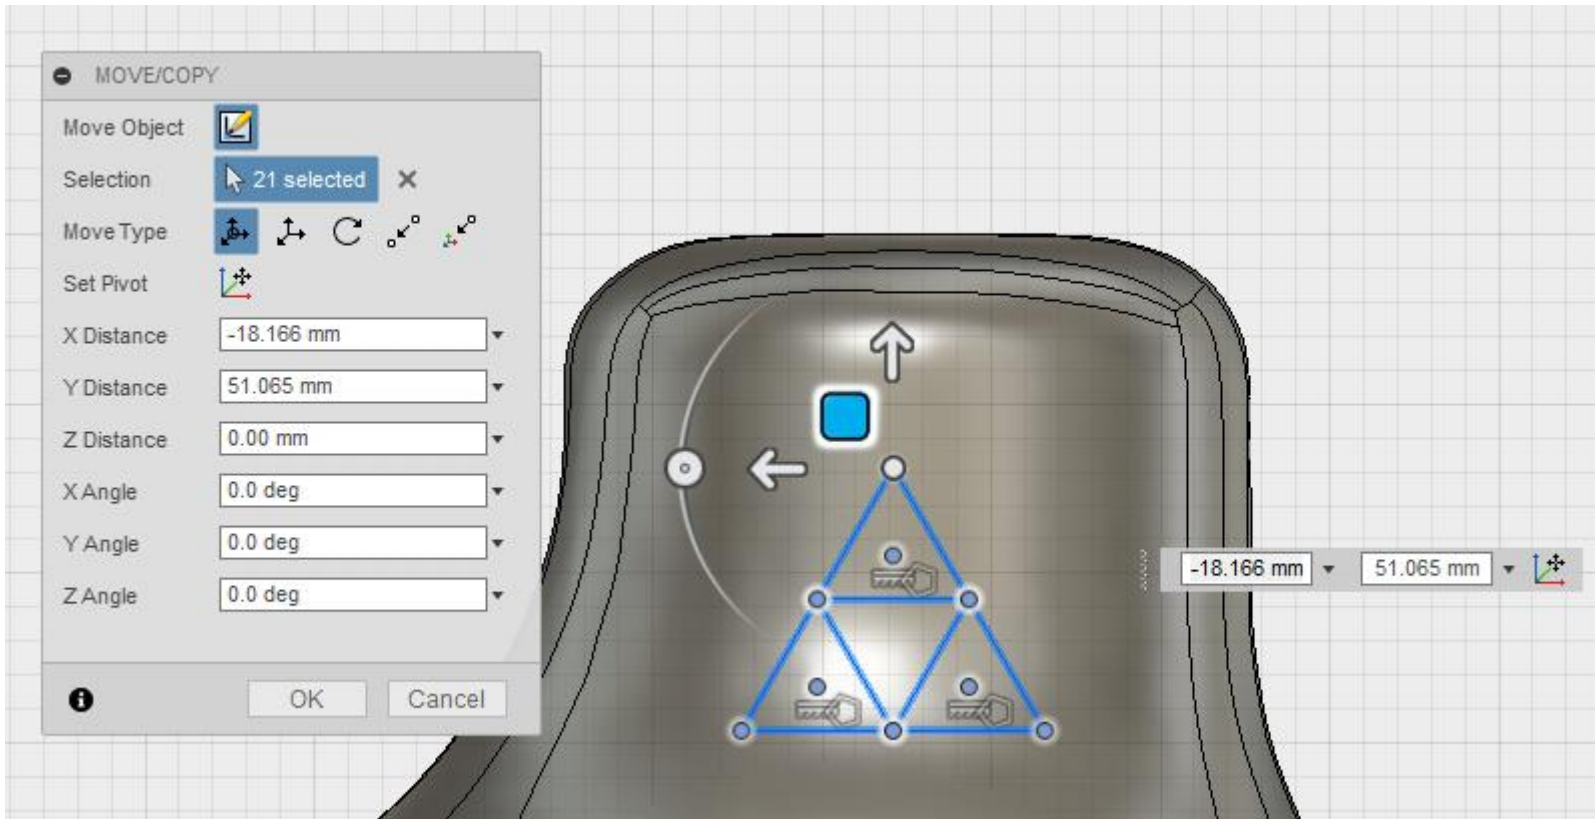 MOVE/COPY
Move Object
Selection 21 selected
Move Type
Set Pivot
X Distance -18.166 mm
Y Distance 51.065 mm
Z Distance 0.00 mm
X Angle 0.0 deg
Y Angle 0.0 deg
Z Angle 0.0 deg
OK Cancel
-18.166 mm 51.065 mm